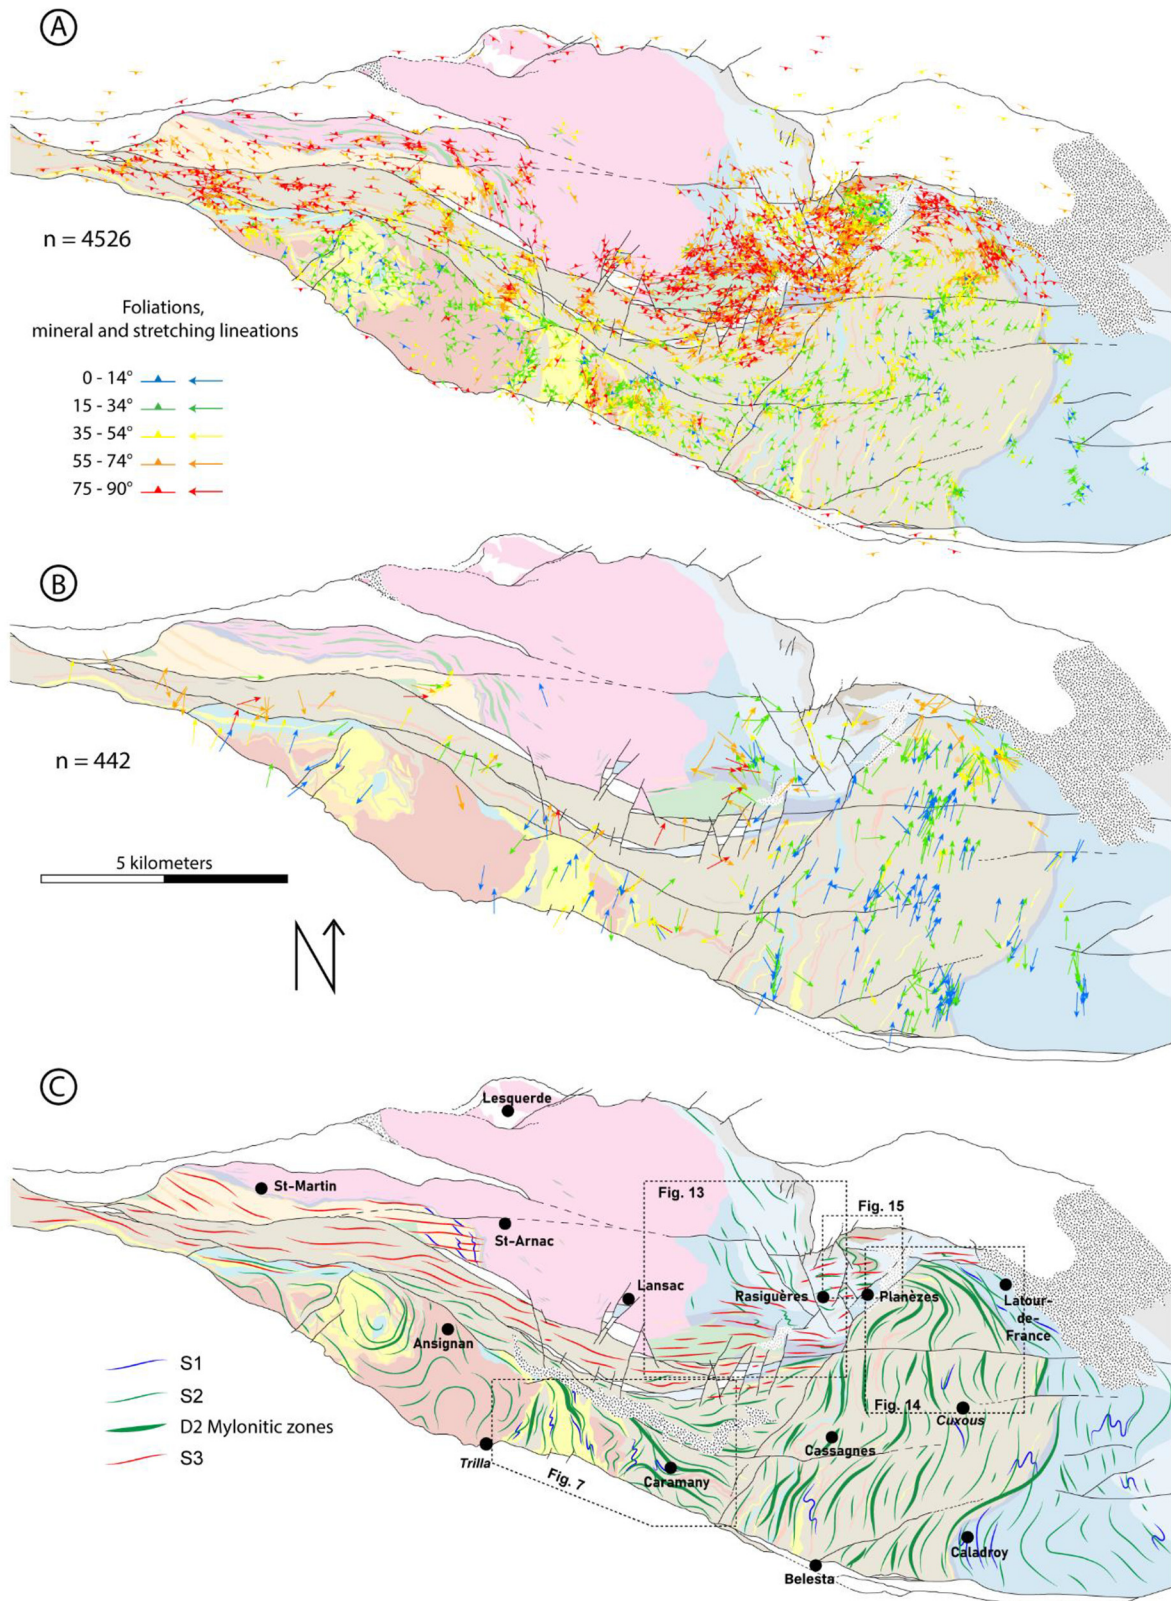 A
n = 4526
Foliations,
mineral and stretching lineations
0 - 14°
15 - 34°
35 - 54°
55 - 74°
75 - 90°
B
n = 442
5 kilometers
N
C
Lesquerde
St-Martin
Fig. 13
Fig. 15
St-Arnac
Lansac
Rasiguères
Planèzes
Latour-
de-
France
Ansignan
S1
S2
D2 Mylonitic zones
S3
Fig. 14
Cuxous
Cassagnes
Trilla
Fig. 7
Caramany
Caladroy
Belesta